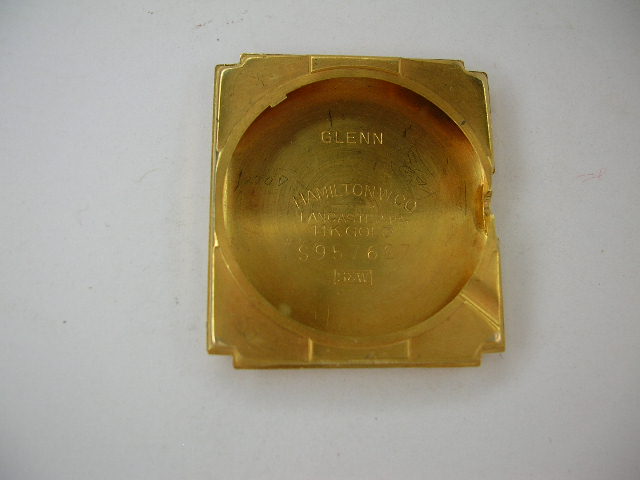 GLENN
HAMILTON W. CO
LANCASTER, PA.
14K GOLD
S957627